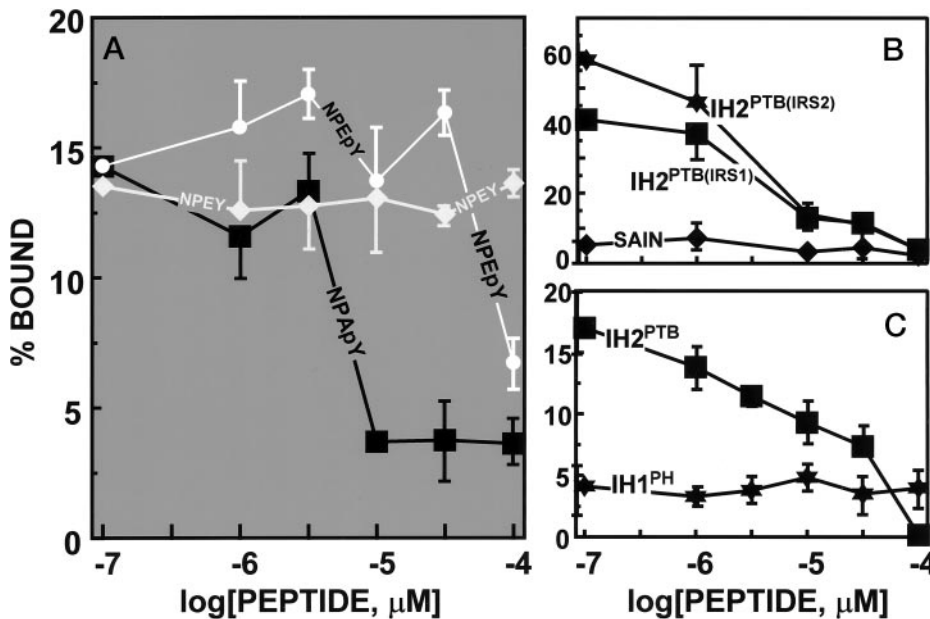 A
% BOUND
20
15
10
5
0
NPEpY
NPEY
NPEY
NPApY
NPEpY
-7
-6
-5
-4
log[PEPTIDE, μM]
B
60
40
20
0
IH2PTB(IRS2)
IH2PTB(IRS1)
SAIN
C
20
15
10
5
0
IH2PTB
IH1PH
-7
-6
-5
-4
log[PEPTIDE, μM]